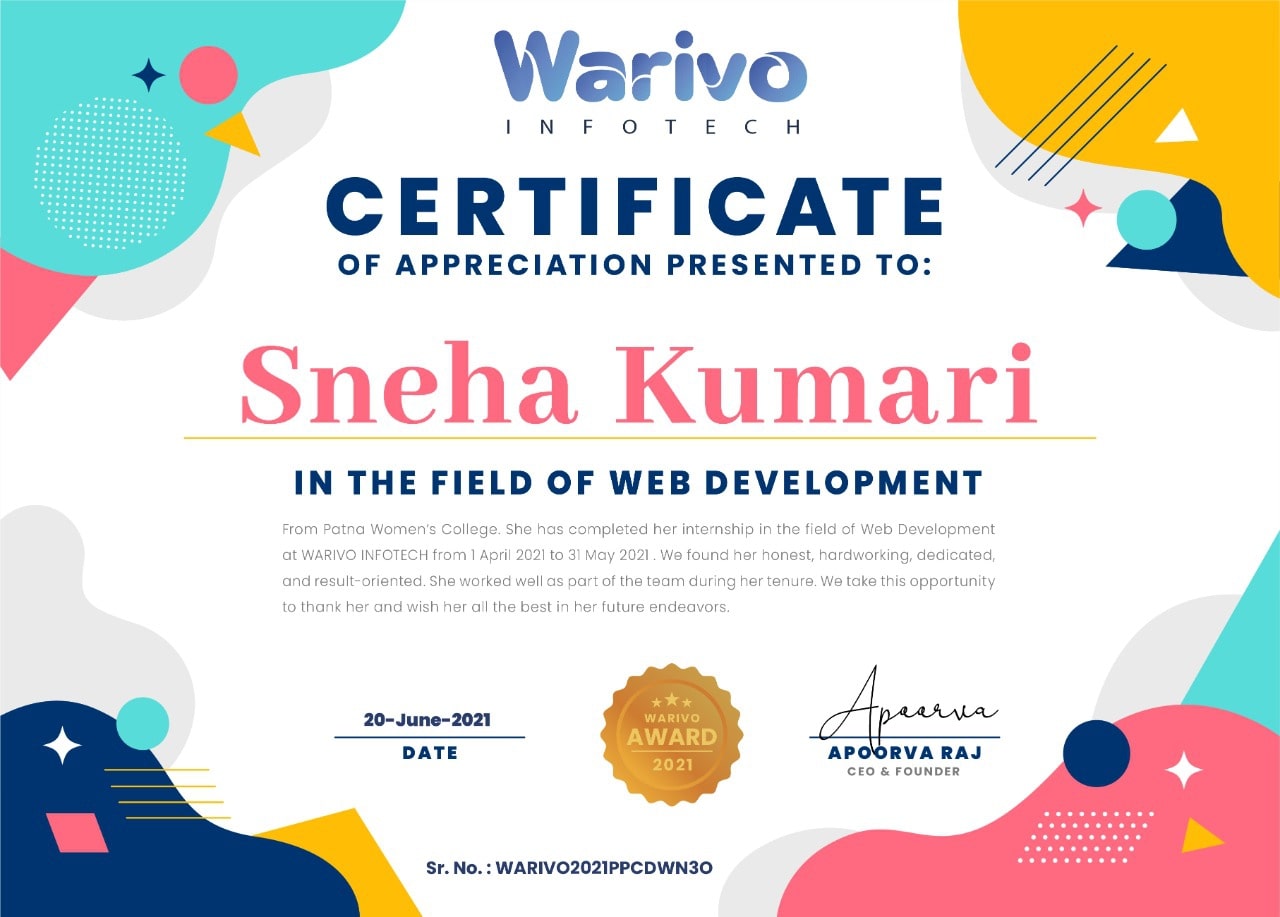 Warivo
INFOTECH
CERTIFICATE
OF APPRECIATION PRESENTED TO:
Sneha Kumari
IN THE FIELD OF WEB DEVELOPMENT
From Patna Women's College. She has completed her internship in the field of Web Development
at WARIVO INFOTECH from 1 April 2021 to 31 May 2021 . We found her honest, hardworking, dedicated,
and result-oriented. She worked well as part of the team during her tenure. We take this opportunity
to thank her and wish her all the best in her future endeavors.
20-June-2021
DATE
WARIVO
AWARD
2021
Apoorva
APOORVA RAJ
CEO & FOUNDER
Sr. No. : WARIVO2021PPCDWN3O